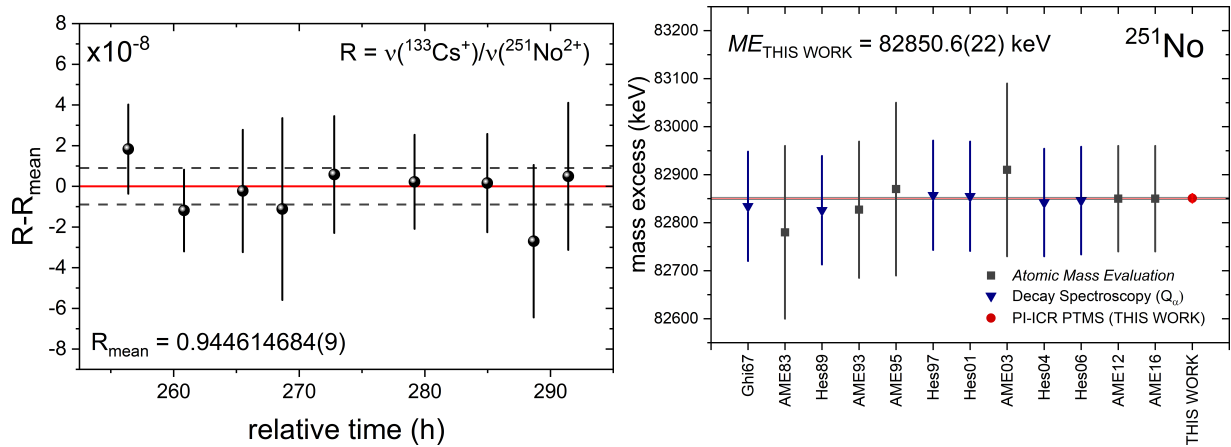 x10⁻⁸
R = ν(¹³³Cs⁺)/ν(²⁵¹No²⁺)
8
6
4
2
0
-2
-4
-6
-8
R-Rmean
Rmean = 0.944614684(9)
260
270
280
290
relative time (h)
83200
83100
83000
82900
82800
82700
82600
mass excess (keV)
METHIS WORK = 82850.6(22) keV
²⁵¹No
Atomic Mass Evaluation
Decay Spectroscopy (Qα)
PI-ICR PTMS (THIS WORK)
Ghi67
AME83
Hes89
AME93
AME95
Hes97
Hes01
AME03
Hes04
Hes06
AME12
AME16
THIS WORK